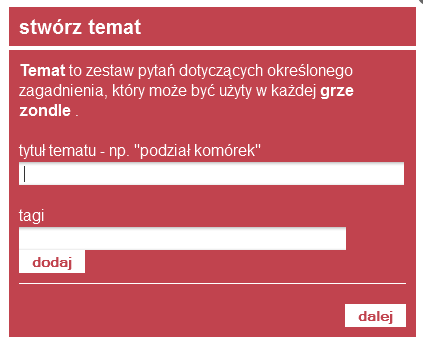 stwórz temat
Temat to zestaw pytań dotyczących określonego
zagadnienia, który może być użyty w każdej grze
zondle .
tytuł tematu - np. "podział komórek"
tagi
dodaj
dalej